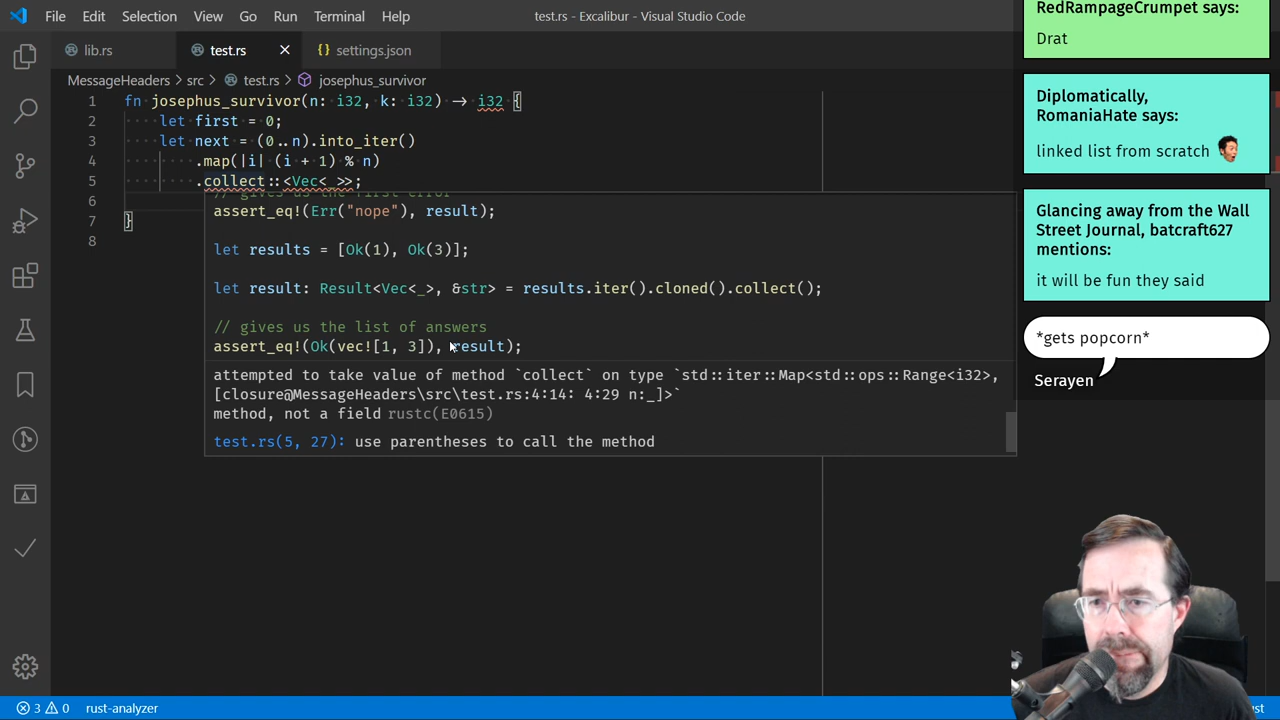 File Edit Selection View Go Run Terminal Help
test.rs - Excalibur - Visual Studio Code
lib.rs
test.rs
{} settings.json
MessageHeaders > src > test.rs > josephus_survivor
1 fn josephus_survivor(n: i32, k: i32) → i32 {
2 let first = 0;
3 let next = (0..n).into_iter()
4 .map(|i| (i + 1) % n)
5 .collect::<Vec<_>>;
6
7 }
8
// gives us the first error
assert_eq!(Err("nope"), result);
let results = [Ok(1), Ok(3)];
let result: Result<Vec<_>, &str> = results.iter().cloned().collect();
// gives us the list of answers
assert_eq!(Ok(vec![1, 3]), result);
attempted to take value of method `collect` on type `std::iter::Map<std::ops::Range<i32>,
[closure@MessageHeaders\src\test.rs:4:14: 4:29 n:_]>`
method, not a field rustc(E0615)
test.rs(5, 27): use parentheses to call the method
RedRampageCrumpet says:
Drat
Diplomatically,
RomaniaHate says:
linked list from scratch
Glancing away from the Wall
Street Journal, batcraft627
mentions:
it will be fun they said
*gets popcorn*
Serayen
3 0 rust-analyzer